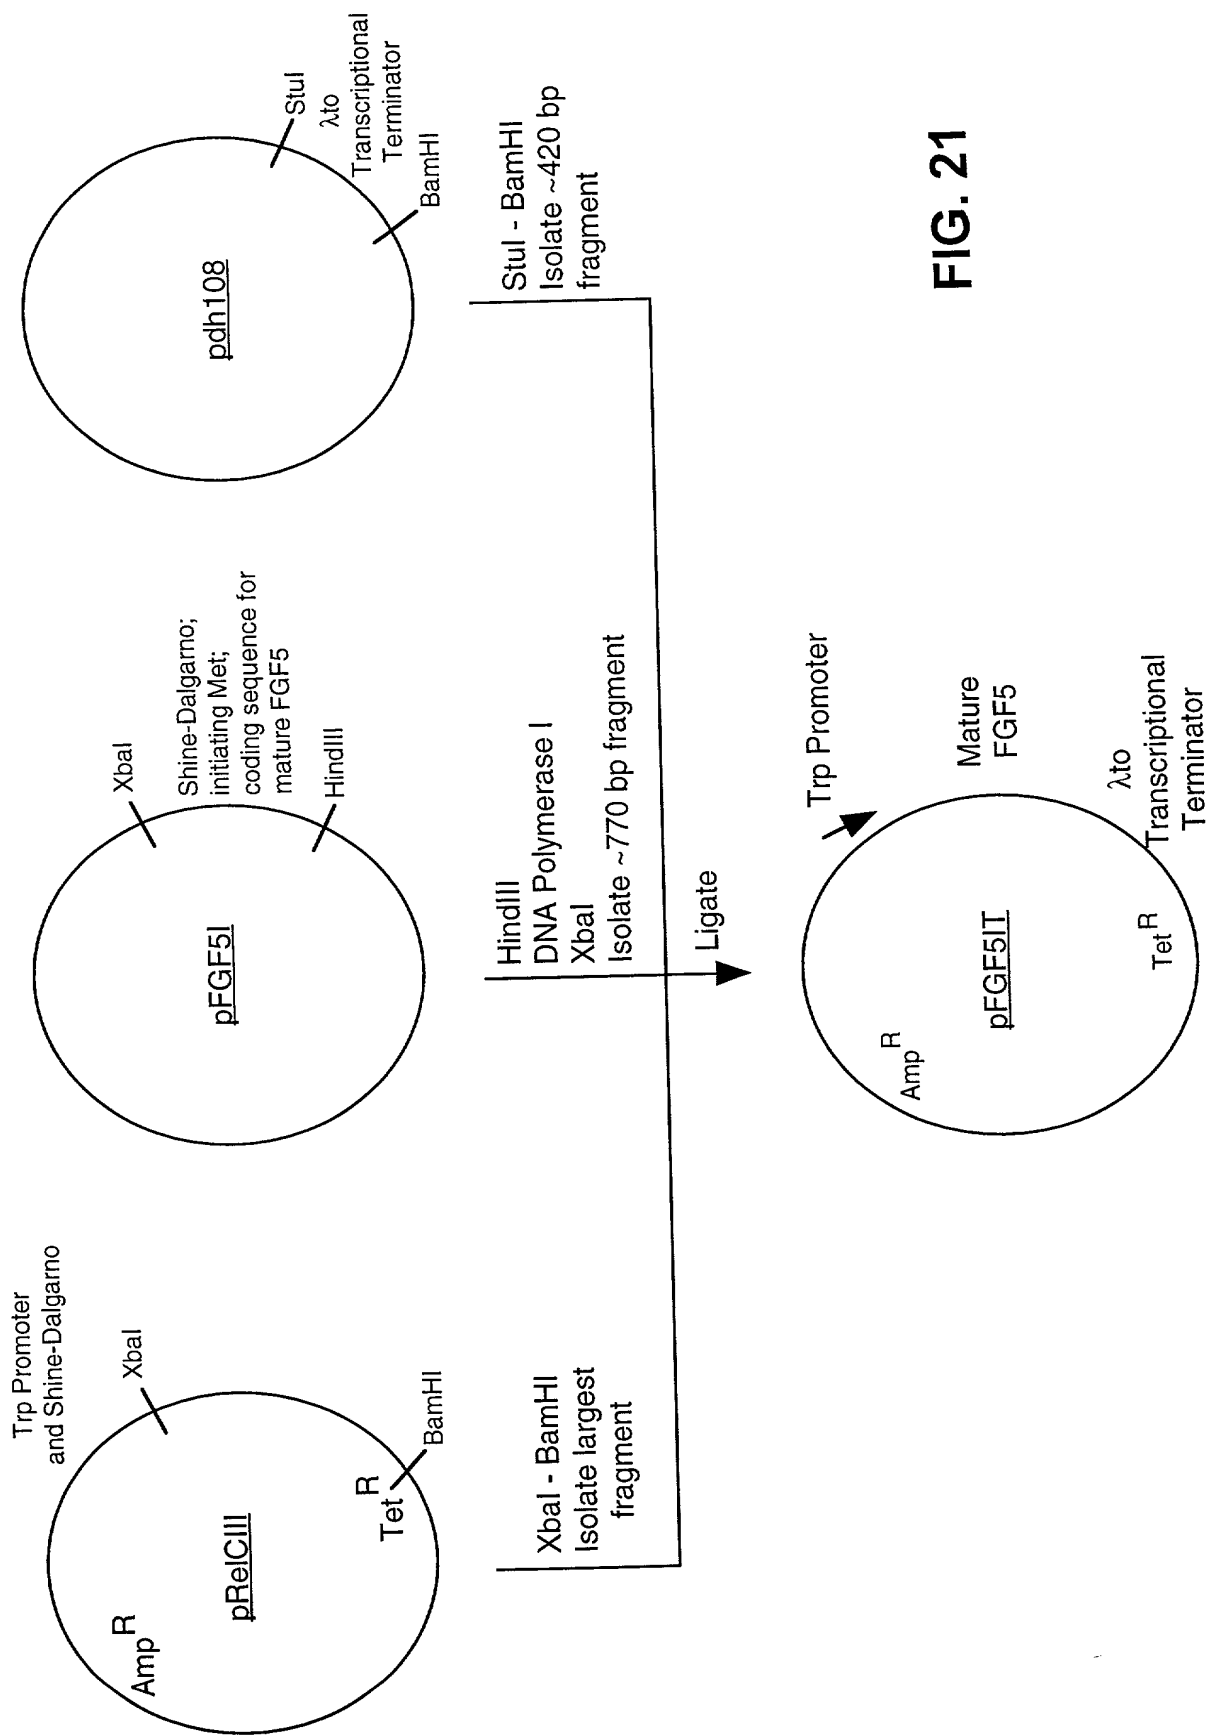 Trp Promoter
and Shine-Dalgarno
XbaI
Amp^R
pRelCIII
Tet^R
BamHI
XbaI - BamHI
Isolate largest
fragment
XbaI
Shine-Dalgarno;
initiating Met;
coding sequence for
mature FGF5
HindIII
pFGF5I
HindIII
DNA Polymerase I
XbaI
Isolate ~770 bp fragment
StuI
λto
Transcriptional
Terminator
BamHI
pdh108
StuI - BamHI
Isolate ~420 bp
fragment
Ligate
Trp Promoter
Amp^R
Mature
FGF5
pFGF5IT
Tet^R
λto
Transcriptional
Terminator
FIG. 21